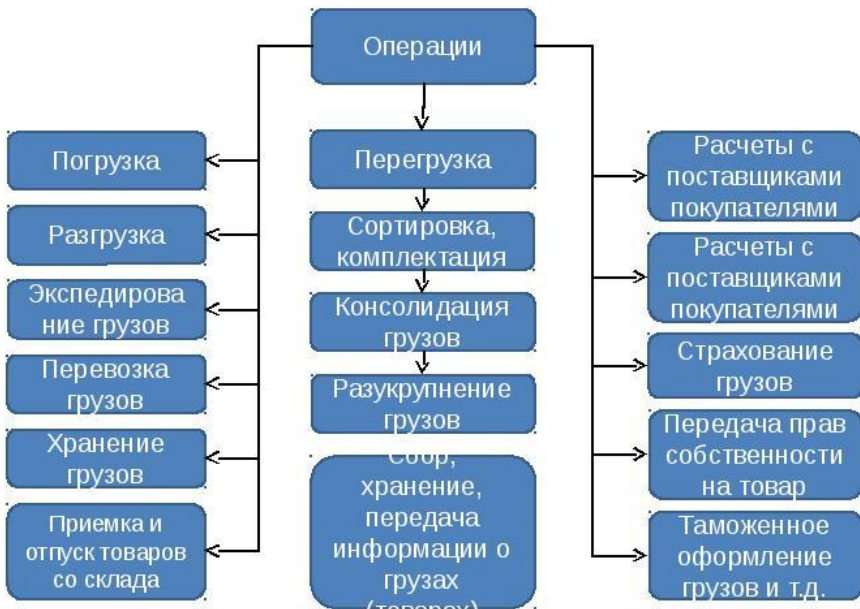 Операции
Погрузка
Разгрузка
Экспедирова
ние грузов
Перевозка
грузов
Хранение
грузов
Приемка и
отпуск товаров
со склада
Перегрузка
Сортировка,
комплектация
Консолидация
грузов
Разукрупнение
грузов
Сбор,
хранение,
передача
информации о
грузах
(товарах)
Расчеты с
поставщиками
покупателями
Расчеты с
поставщиками
покупателями
Страхование
грузов
Передача прав
собственности
на товар
Таможенное
оформление
грузов и т.д.